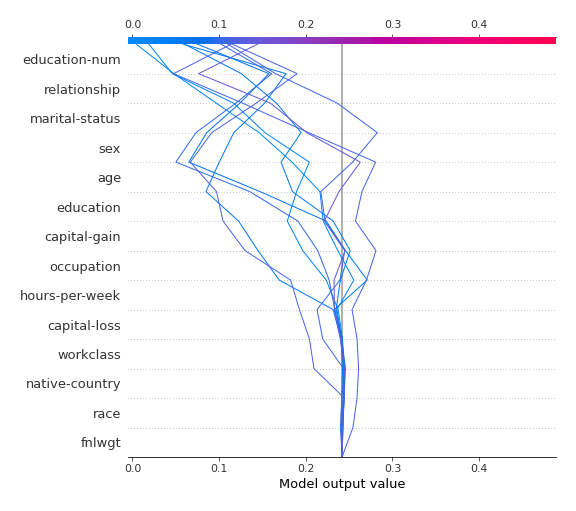 0.0 0.1 0.2 0.3 0.4
education-num
relationship
marital-status
sex
age
education
capital-gain
occupation
hours-per-week
capital-loss
workclass
native-country
race
fnlwgt
0.0 0.1 0.2 0.3 0.4
Model output value